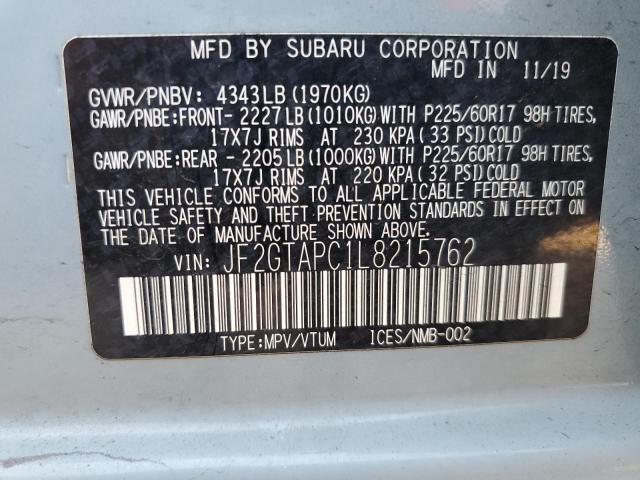 MFD BY SUBARU CORPORATION
MFD IN 11/19
GVWR/PNBV: 4343LB (1970KG)
GAWR/PNBE:FRONT- 2227LB (1010KG)WITH P225/60R17 98H TIRES,
17X7J RIMS AT 230 KPA (33 PSI)COLD
GAWR/PNBE:REAR - 2205LB (1000KG)WITH P225/60R17 98H TIRES,
17X7J RIMS AT 220 KPA (32 PSI)COLD
THIS VEHICLE CONFORMS TO ALL APPLICABLE FEDERAL MOTOR
VEHICLE SAFETY AND THEFT PREVENTION STANDARDS IN EFFECT ON
THE DATE OF MANUFACTURE SHOWN ABOVE.
VIN: JF2GTAPC1L8215762
TYPE:MPV/VTUM ICES/NMB-002